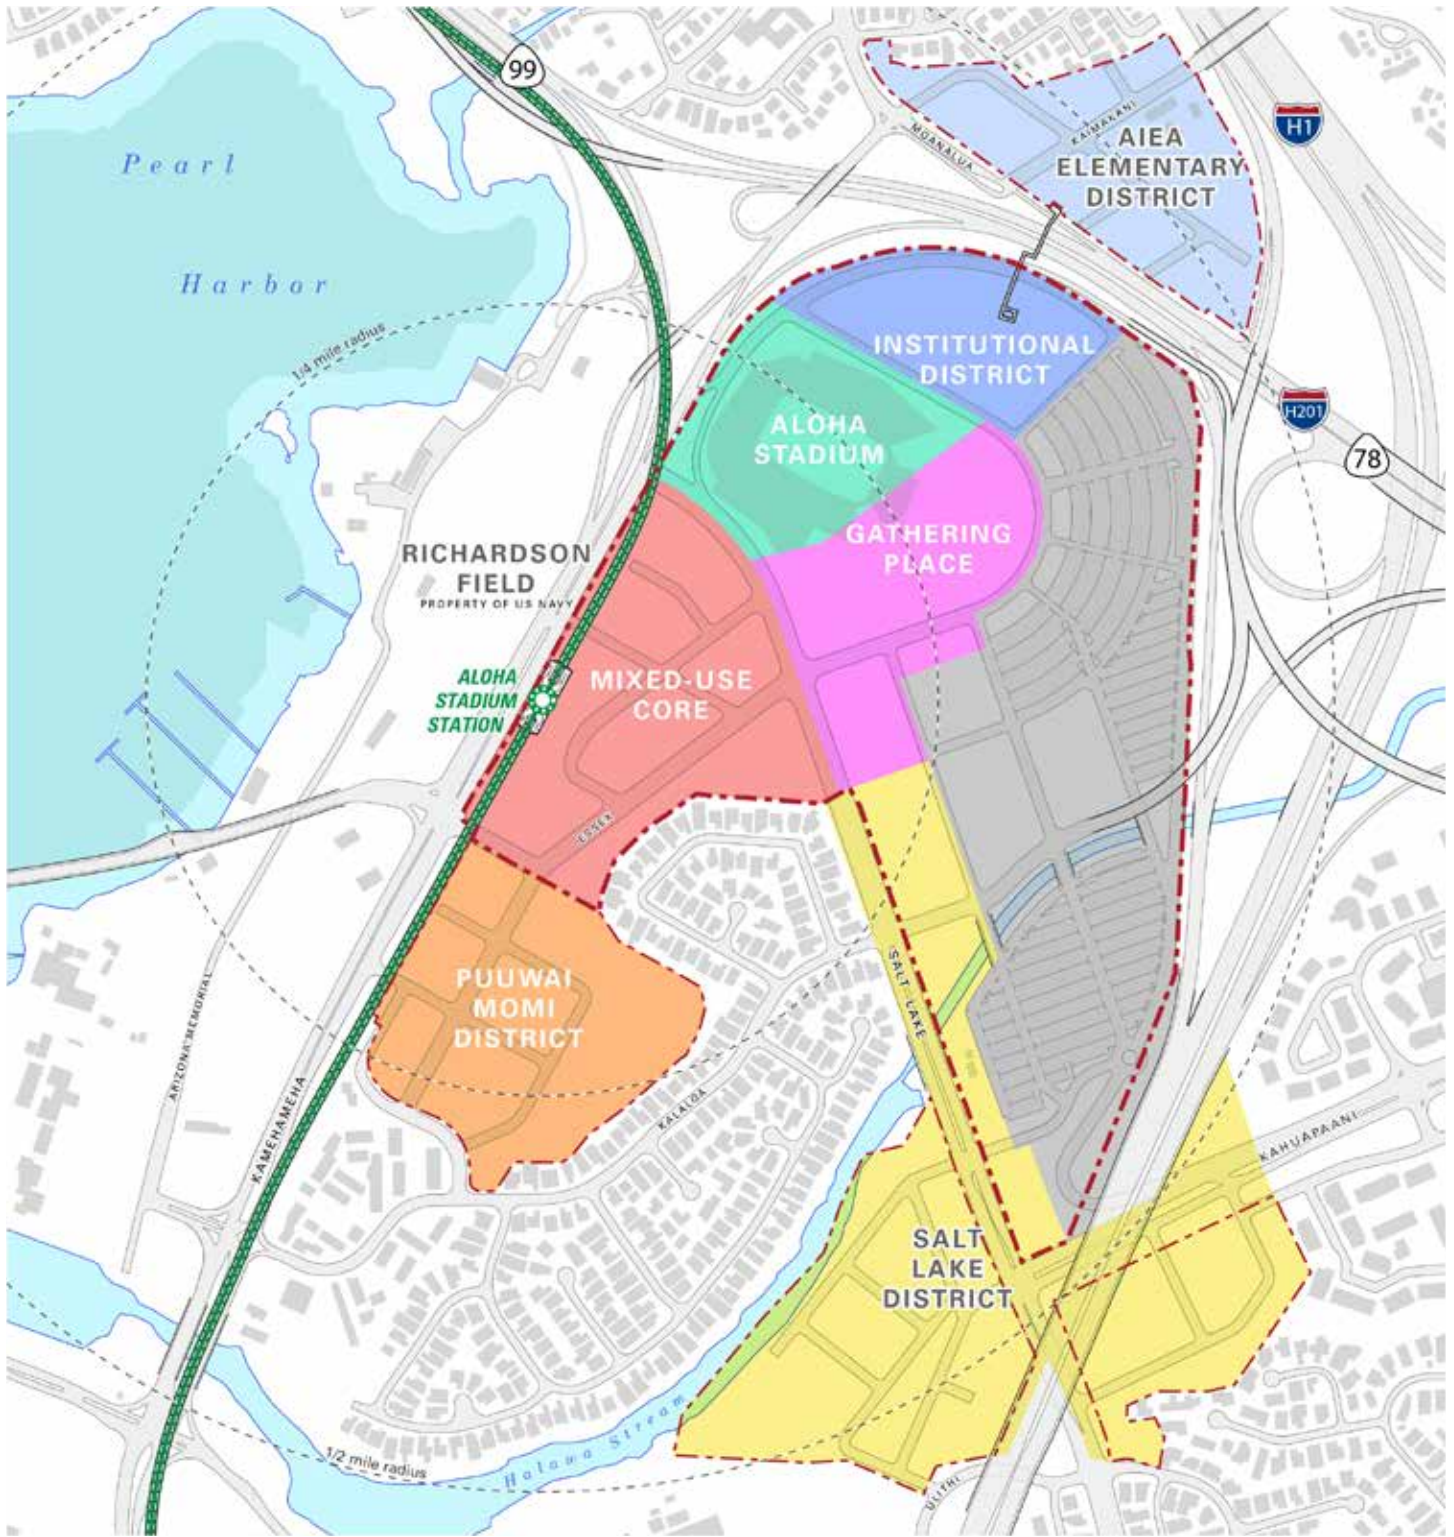 99
H1
KAIMAKANI
MOANALUA
AIEA
ELEMENTARY
DISTRICT
Pearl
Harbor
1/4 mile radius
INSTITUTIONAL
DISTRICT
H201
78
ALOHA
STADIUM
GATHERING
PLACE
RICHARDSON
FIELD
PROPERTY OF US NAVY
ALOHA
STADIUM
STATION
MIXED-USE
CORE
ESSEX
PUUWAI
MOMI
DISTRICT
SALT LAKE
ARIZONA MEMORIAL
KAMEHAMEHA
KALALOA
KAHUAPAANI
SALT
LAKE
DISTRICT
Halawa Stream
1/2 mile radius
ULITHI